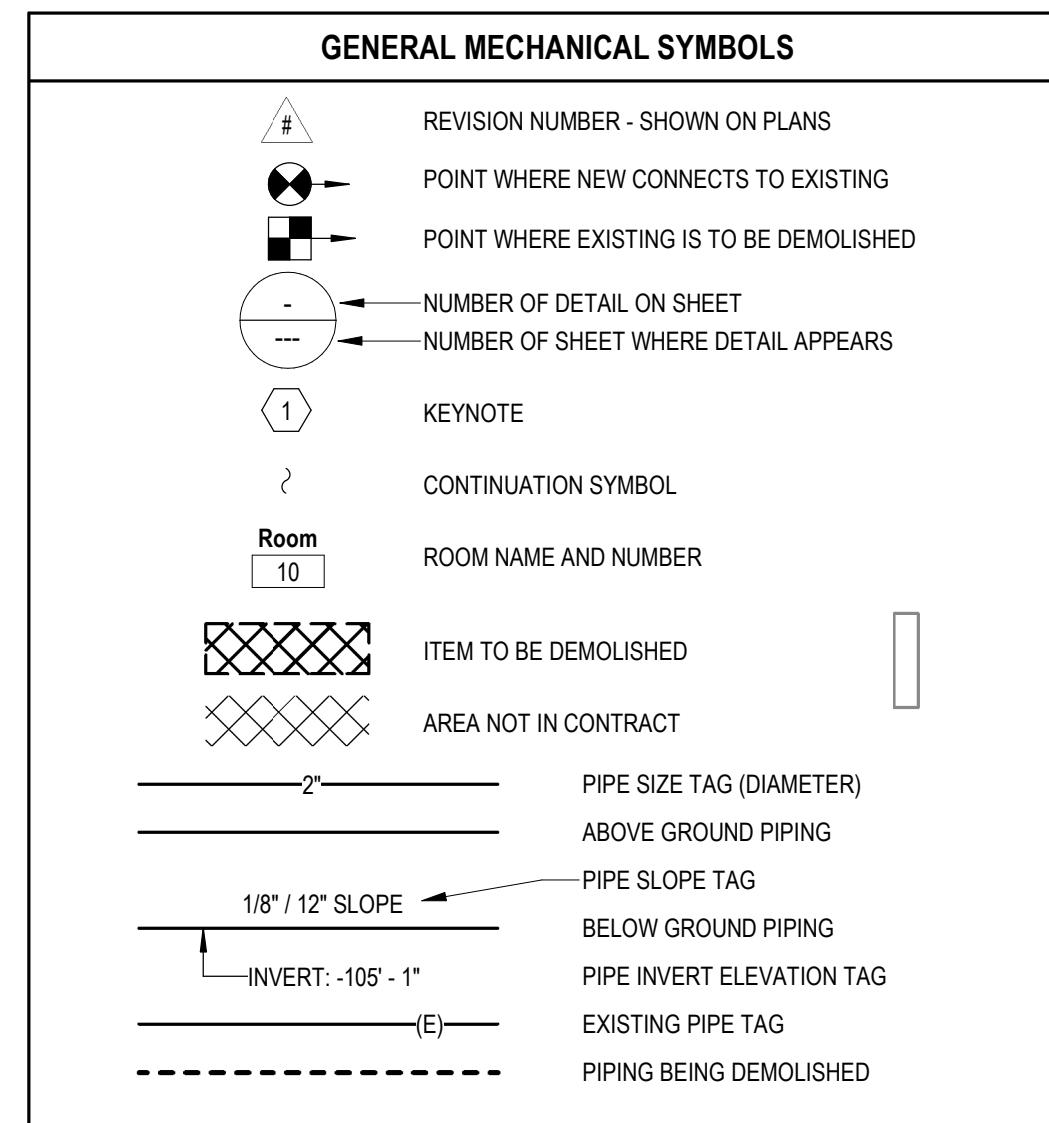 GENERAL MECHANICAL SYMBOLS
# REVISION NUMBER - SHOWN ON PLANS
POINT WHERE NEW CONNECTS TO EXISTING
POINT WHERE EXISTING IS TO BE DEMOLISHED
- NUMBER OF DETAIL ON SHEET
--- NUMBER OF SHEET WHERE DETAIL APPEARS
1 KEYNOTE
CONTINUATION SYMBOL
Room
10
ROOM NAME AND NUMBER
ITEM TO BE DEMOLISHED
AREA NOT IN CONTRACT
2" PIPE SIZE TAG (DIAMETER)
ABOVE GROUND PIPING
PIPE SLOPE TAG
1/8" / 12" SLOPE
BELOW GROUND PIPING
INVERT: -105' - 1" PIPE INVERT ELEVATION TAG
(E) EXISTING PIPE TAG
PIPING BEING DEMOLISHED